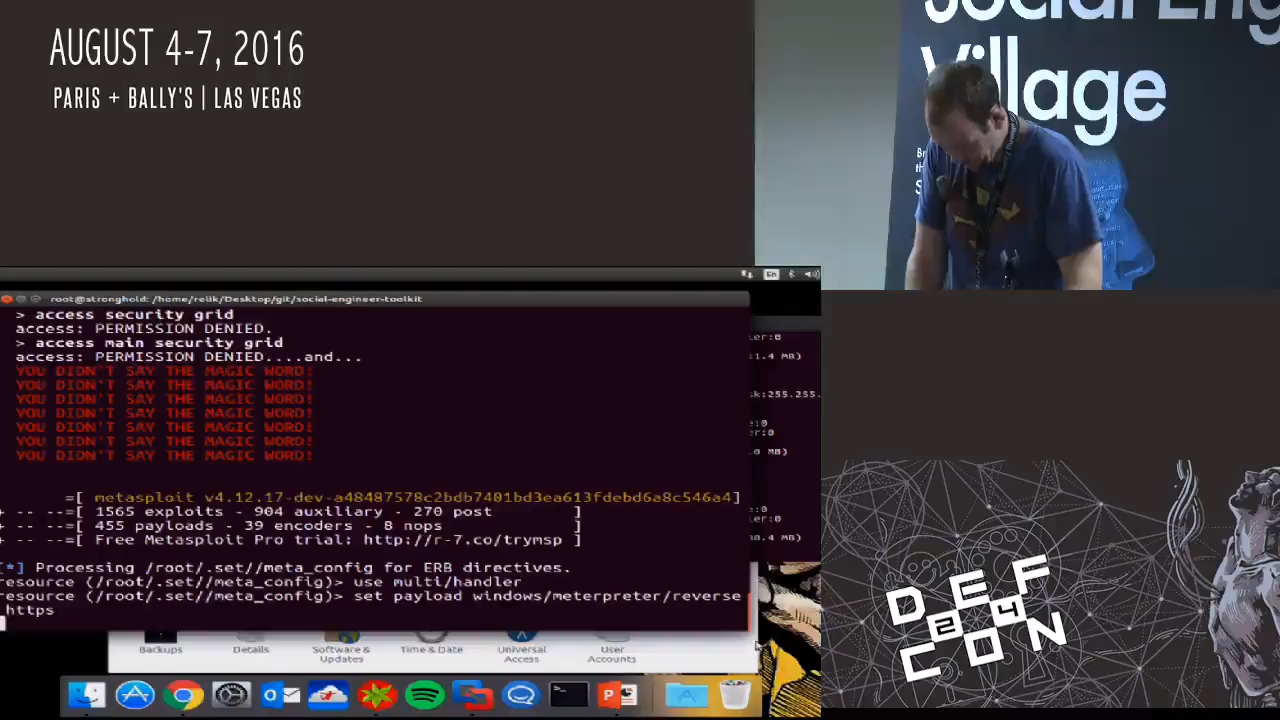 AUGUST 4-7, 2016
PARIS + BALLY'S | LAS VEGAS
Social Eng
Village
En
root@stronghold: /home/relik/Desktop/git/social-engineer-toolkit
> access security grid
access: PERMISSION DENIED.
> access main security grid
access: PERMISSION DENIED....and...
YOU DIDN'T SAY THE MAGIC WORD!
YOU DIDN'T SAY THE MAGIC WORD!
YOU DIDN'T SAY THE MAGIC WORD!
YOU DIDN'T SAY THE MAGIC WORD!
YOU DIDN'T SAY THE MAGIC WORD!
YOU DIDN'T SAY THE MAGIC WORD!
YOU DIDN'T SAY THE MAGIC WORD!
=[ metasploit v4.12.17-dev-a48487578c2bdb7401bd3ea613fdebd6a8c546a4]
+ -- --=[ 1565 exploits - 904 auxiliary - 270 post ]
+ -- --=[ 455 payloads - 39 encoders - 8 nops ]
+ -- --=[ Free Metasploit Pro trial: http://r-7.co/trymsp ]
[*] Processing /root/.set//meta_config for ERB directives.
resource (/root/.set//meta_config)> use multi/handler
resource (/root/.set//meta_config)> set payload windows/meterpreter/reverse
https
Backups
Details
Software &
Updates
Time & Date
Universal
Access
User
Accounts
DEF
24
CON